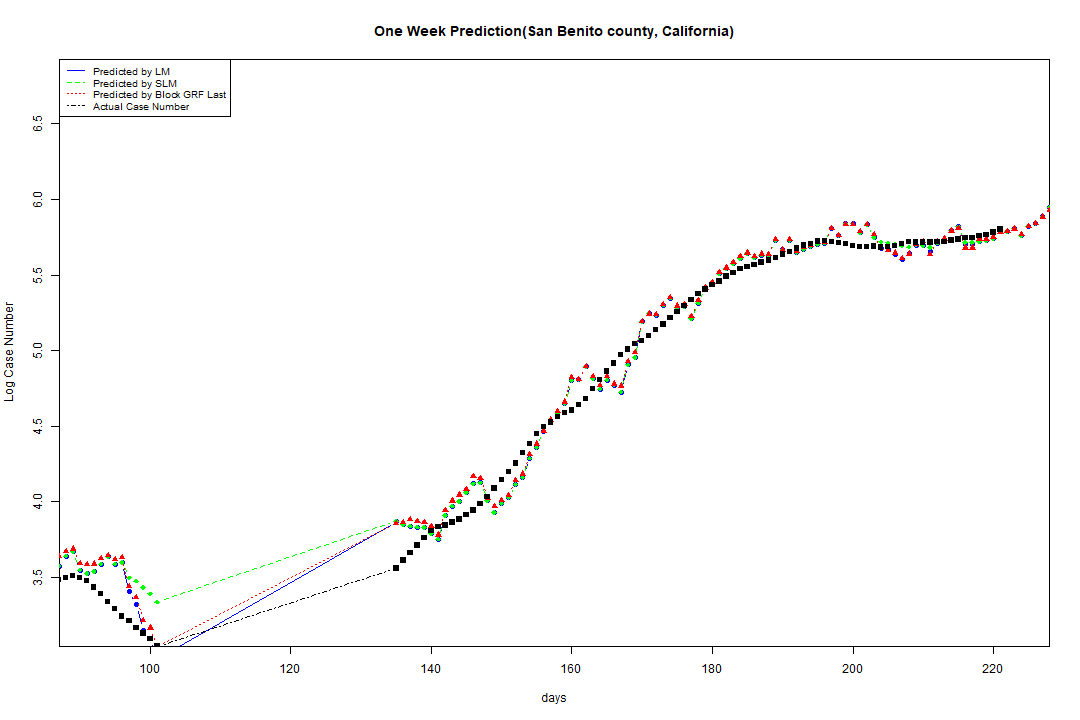 One Week Prediction(San Benito county, California)
Predicted by LM
Predicted by SLM
Predicted by Block GRF Last
Actual Case Number
Log Case Number
6.5
6.0
5.5
5.0
4.5
4.0
3.5
100 120 140 160 180 200 220
days